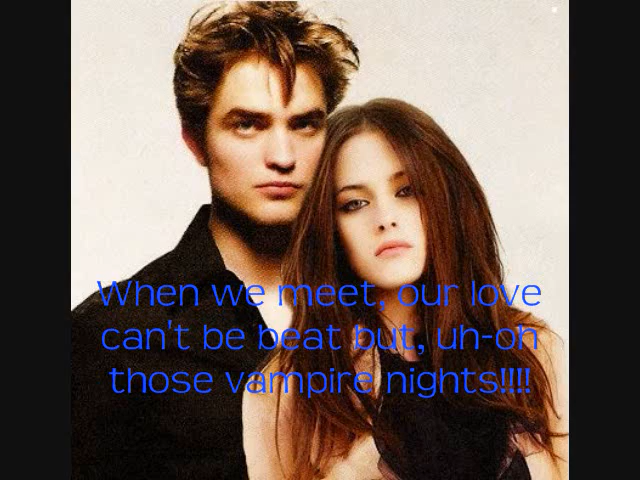 When we meet, our love
can't be beat but, uh-oh
those vampire nights!!!!